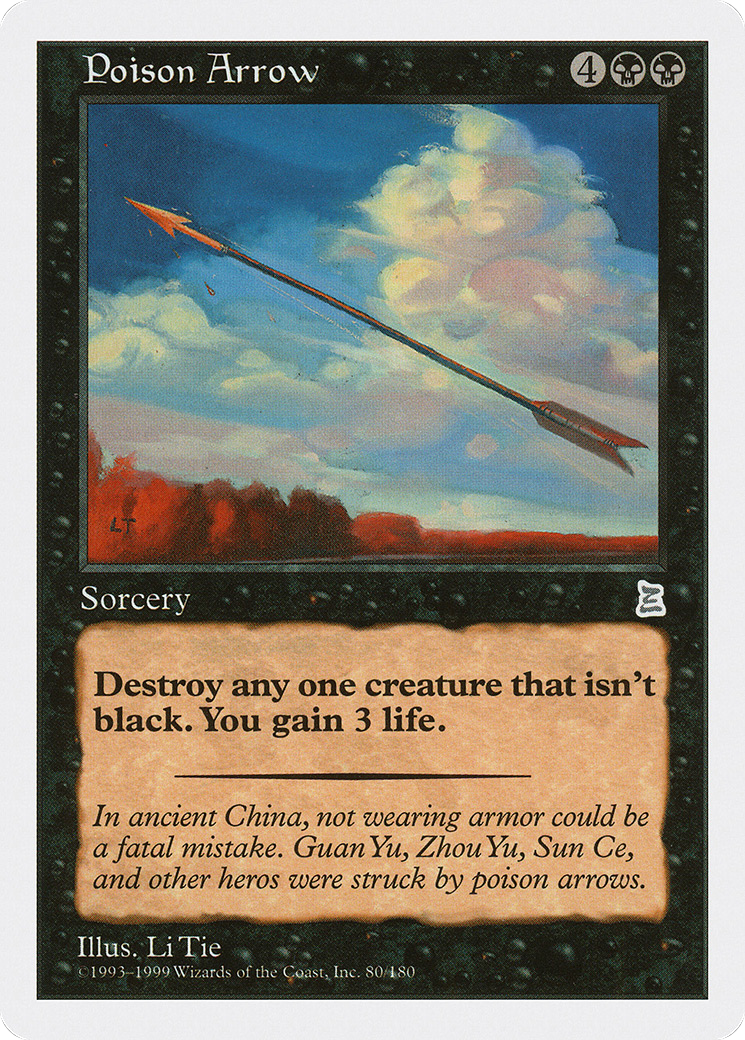 Poison Arrow 4
LT
Sorcery
Destroy any one creature that isn't
black. You gain 3 life.
In ancient China, not wearing armor could be
a fatal mistake. Guan Yu, Zhou Yu, Sun Ce,
and other heros were struck by poison arrows.
Illus. Li Tie
©1993–1999 Wizards of the Coast, Inc. 80/180